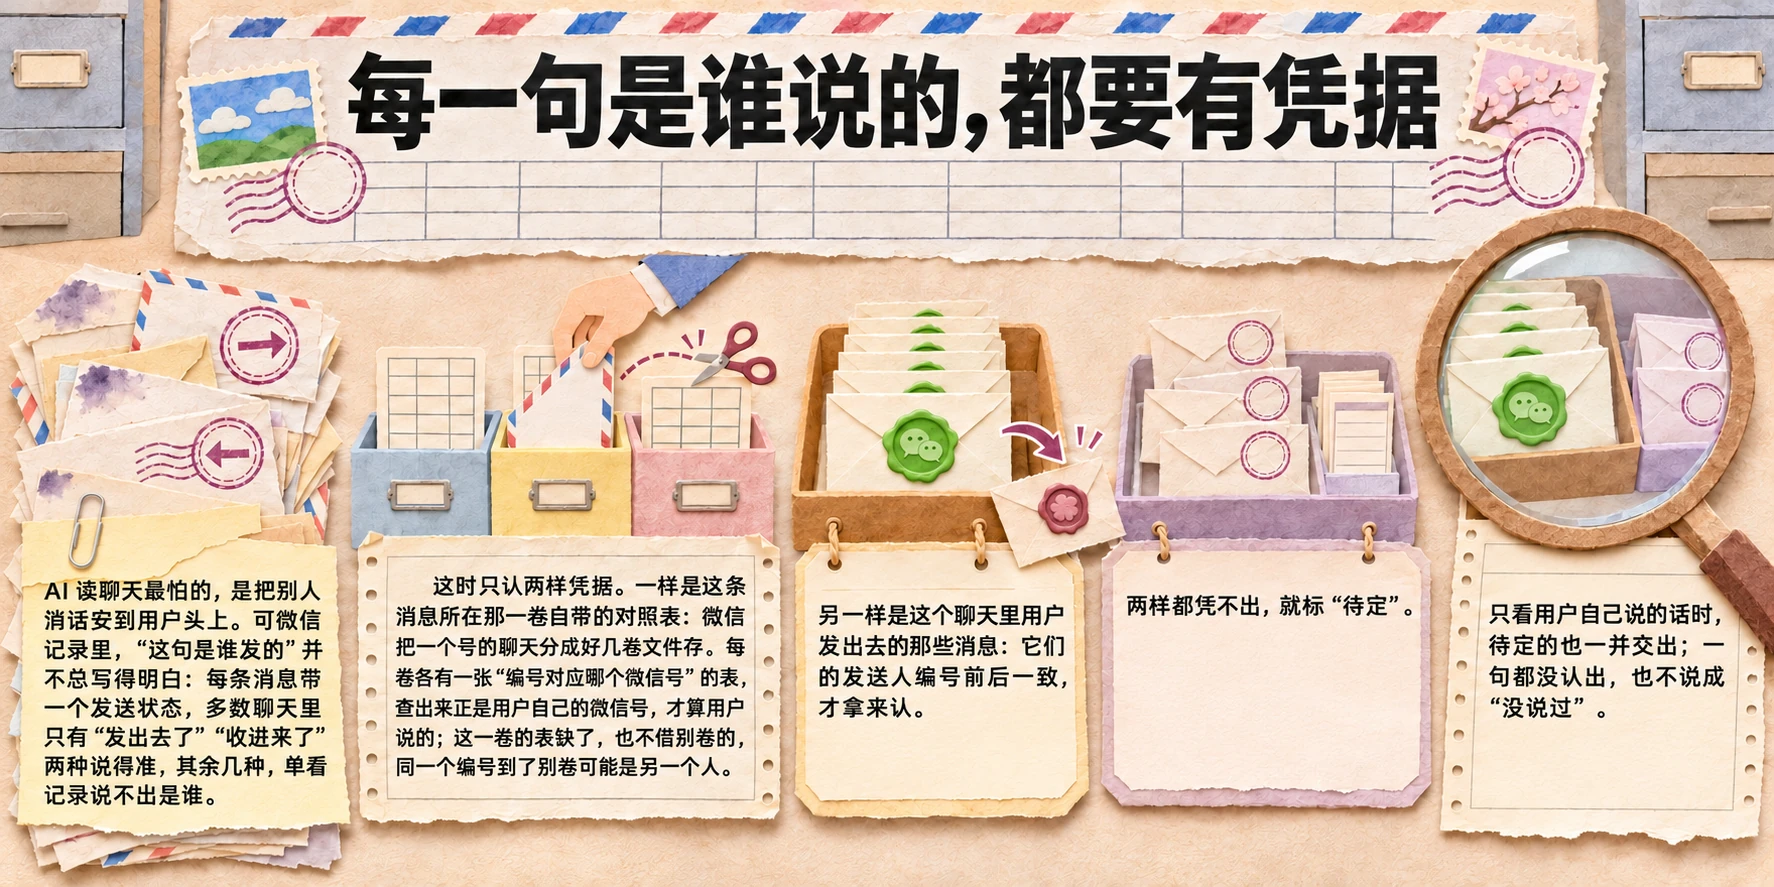 每一句是谁说的，都要有凭据
AI 读聊天最怕的，是把别人
消话安到用户头上。可微信
记录里，“这句是谁发的”并
不总写得明白：每条消息带
一个发送状态，多数聊天里
只有“发出去了”“收进来了”
两种说得准，其余几种，单看
记录说不出是谁。
这时只认两样凭据。一样是这条
消息所在那一卷自带的对照表：微信
把一个号的聊天分成好几卷文件存。每
卷各有一张“编号对应哪个微信号”的表，
查出来正是用户自己的微信号，才算用户
说的；这一卷的表缺了，也不借别卷的，
同一个编号到了别卷可能是另一个人。
另一样是这个聊天里用户
发出去的那些消息：它们
的发送人编号前后一致，
才拿来认。
两样都凭不出，就标“待定”。
只看用户自己说的话时，
待定的也一并交出；一
句都没认出，也不说成
“没说过”。